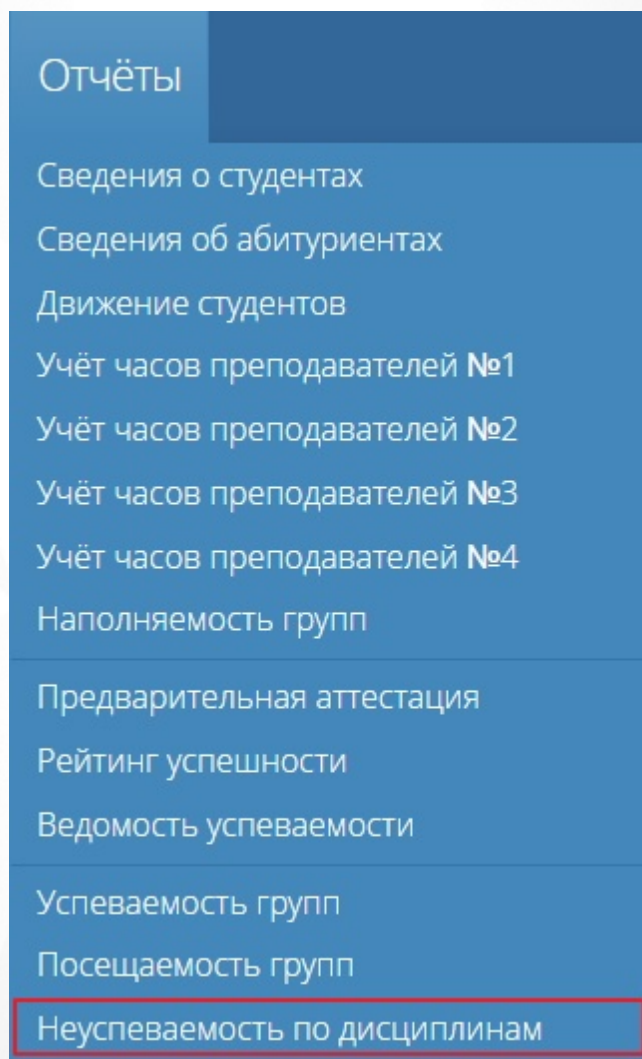 Отчёты
Сведения о студентах
Сведения об абитуриентах
Движение студентов
Учёт часов преподавателей №1
Учёт часов преподавателей №2
Учёт часов преподавателей №3
Учёт часов преподавателей №4
Наполняемость групп
Предварительная аттестация
Рейтинг успешности
Ведомость успеваемости
Успеваемость групп
Посещаемость групп
Неуспеваемость по дисциплинам